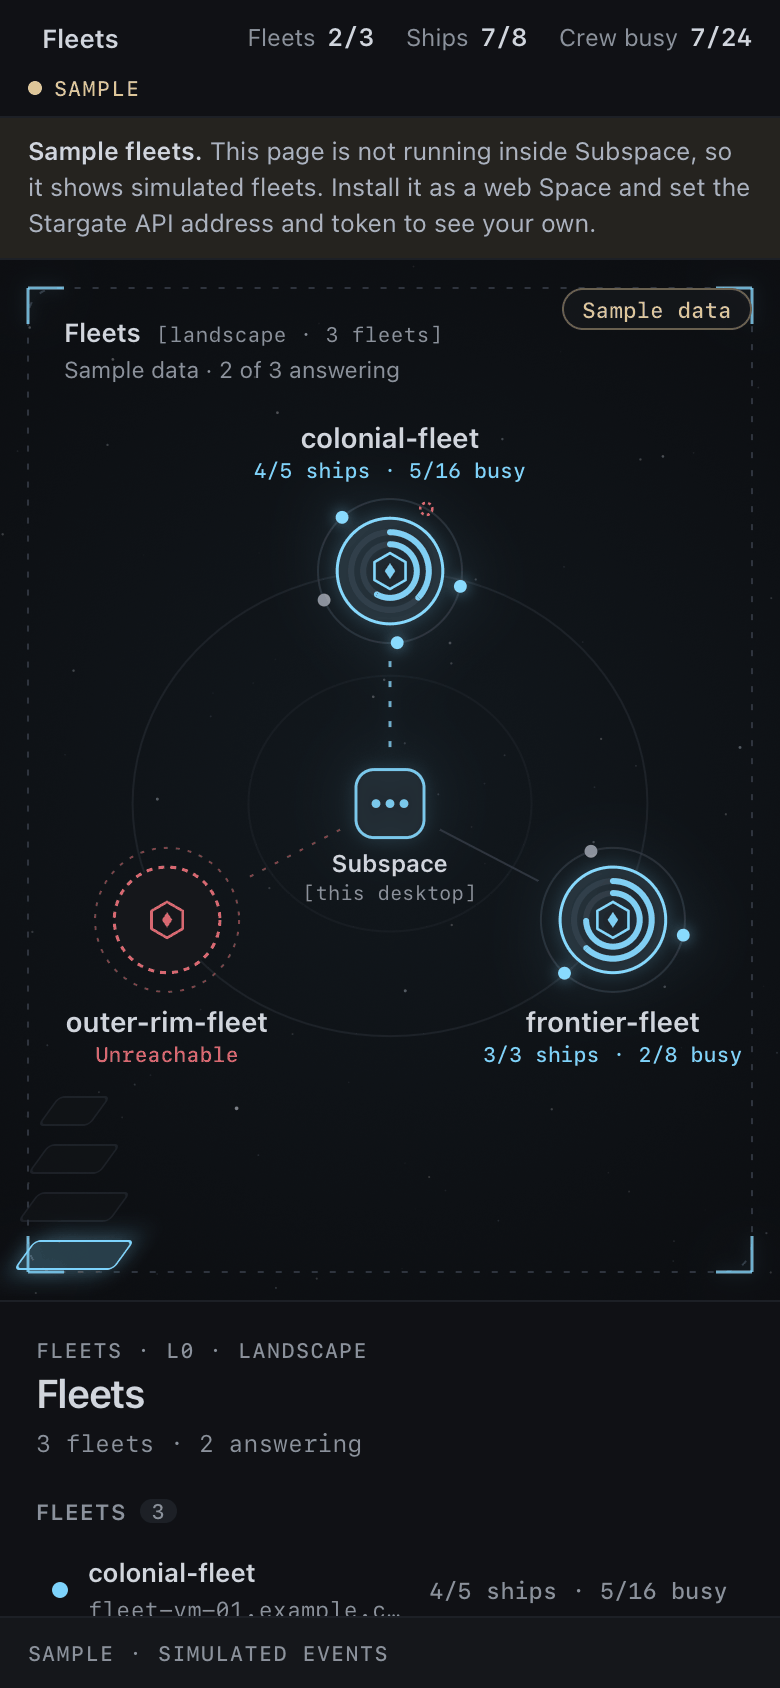 Fleets
Fleets 2/3
Ships 7/8
Crew busy 7/24
SAMPLE
Sample fleets. This page is not running inside Subspace, so
it shows simulated fleets. Install it as a web Space and set the
Stargate API address and token to see your own.
Sample data
Fleets [landscape · 3 fleets]
Sample data · 2 of 3 answering
colonial-fleet
4/5 ships · 5/16 busy
Subspace
[this desktop]
outer-rim-fleet
Unreachable
frontier-fleet
3/3 ships · 2/8 busy
FLEETS · L0 · LANDSCAPE
Fleets
3 fleets · 2 answering
FLEETS 3
colonial-fleet
4/5 ships · 5/16 busy
fleet-vm-01.example.c…
SAMPLE · SIMULATED EVENTS